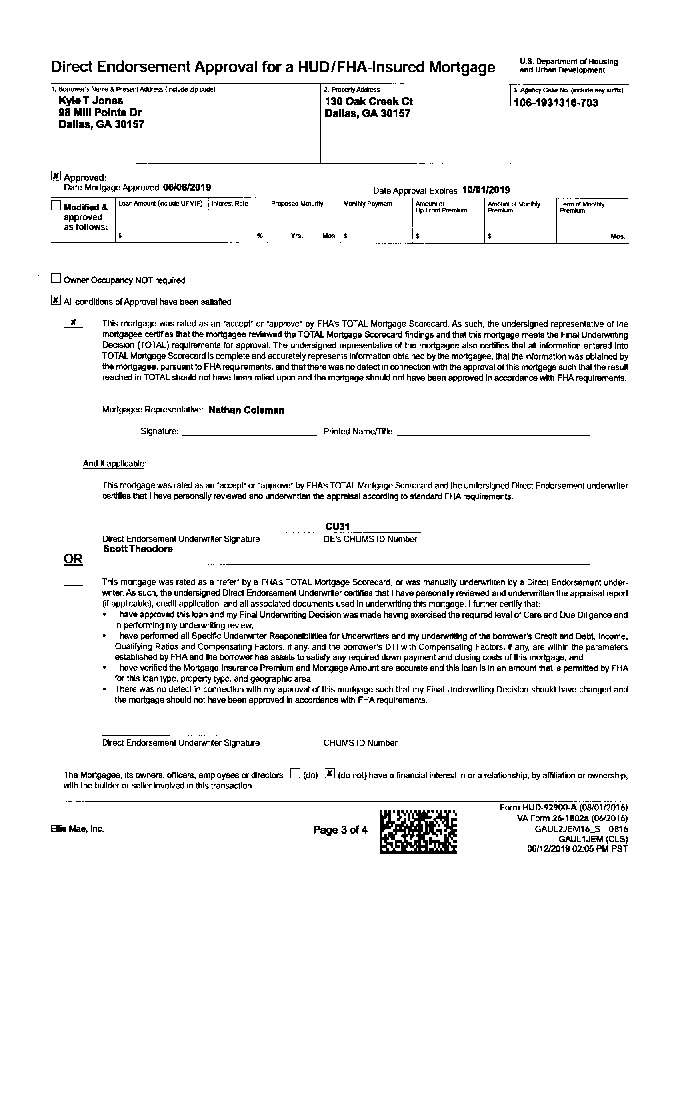 Direct Endorsement Approval for a HUD/FHA-Insured Mortgage
U.S. Department of Housing
and Urban Development
1. Borrower's Name & Present Address (Include zip code)
Kyle T Jones
98 Mill Pointe Dr
Dallas, GA 30157
2. Property Address
130 Oak Creek Ct
Dallas, GA 30157
3. Agency Case No. (include any suffix)
106-1931316-703
x Approved:
Date Mortgage Approved 06/08/2019
Date Approval Expires 10/01/2019
Modified &
approved
as follows:
Loan Amount (include UFMIP)
Interest Rate
Proposed Maturity
Monthly Payment
Amount of
Up Front Premium
Amount of Monthly
Premium
Term of Monthly
Premium
$ % Yrs. Mos $ $ $ Mos.
Owner Occupancy NOT required
x All conditions of Approval have been satisfied
x
This mortgage was rated as an "accept" or "approve" by FHA's TOTAL Mortgage Scorecard. As such, the undersigned representative of the
mortgagee certifies that the mortgagee reviewed the TOTAL Mortgage Scorecard findings and that this mortgage meets the Final Underwriting
Decision (TOTAL) requirements for approval. The undersigned representative of the mortgagee also certifies that all information entered into
TOTAL Mortgage Scorecard is complete and accurately represents information obtained by the mortgagee, that the information was obtained by
the mortgagee, pursuant to FHA requirements, and that there was no defect in connection with the approval of this mortgage such that the result
reached in TOTAL should not have been relied upon and the mortgage should not have been approved in accordance with FHA requirements.
Mortgagee Representative: Nathan Coleman
Signature: Printed Name/Title:
And if applicable:
This mortgage was rated as an "accept" or "approve" by FHA's TOTAL Mortgage Scorecard and the undersigned Direct Endorsement underwriter
certifies that I have personally reviewed and underwritten the appraisal according to standard FHA requirements.
CU31
Direct Endorsement Underwriter Signature DE's CHUMS ID Number
Scott Theodore
OR
This mortgage was rated as a "refer" by a FHA's TOTAL Mortgage Scorecard, or was manually underwritten by a Direct Endorsement under-
writer. As such, the undersigned Direct Endorsement Underwriter certifies that I have personally reviewed and underwritten the appraisal report
(if applicable), credit application, and all associated documents used in underwriting this mortgage. I further certify that:
• I have approved this loan and my Final Underwriting Decision was made having exercised the required level of Care and Due Diligence and
in performing my underwriting review;
• I have performed all Specific Underwriter Responsibilities for Underwriters and my underwriting of the borrower's Credit and Debt, Income,
Qualifying Ratios and Compensating Factors, if any, and the borrower's DTI with Compensating Factors, if any, are within the parameters
established by FHA and the borrower has assets to satisfy any required down payment and closing costs of this mortgage, and
• I have verified the Mortgage Insurance Premium and Mortgage Amount are accurate and this loan is in an amount that is permitted by FHA
for this loan type, property type, and geographic area
• There was no defect in connection with my approval of this mortgage such that my Final Underwriting Decision should have changed and
the mortgage should not have been approved in accordance with FHA requirements.
Direct Endorsement Underwriter Signature CHUMS ID Number
The Mortgagee, its owners, officers, employees or directors (do) x (do not) have a financial interest in or a relationship, by affiliation or ownership,
with the builder or seller involved in this transaction
Form HUD-92900-A (08/01/2016)
VA Form 26-1802a (06/2016)
GAUL2JEM16_S 0816
GAUL1JEM (CLS)
06/12/2019 02:05 PM PST
Ellie Mae, Inc.
Page 3 of 4